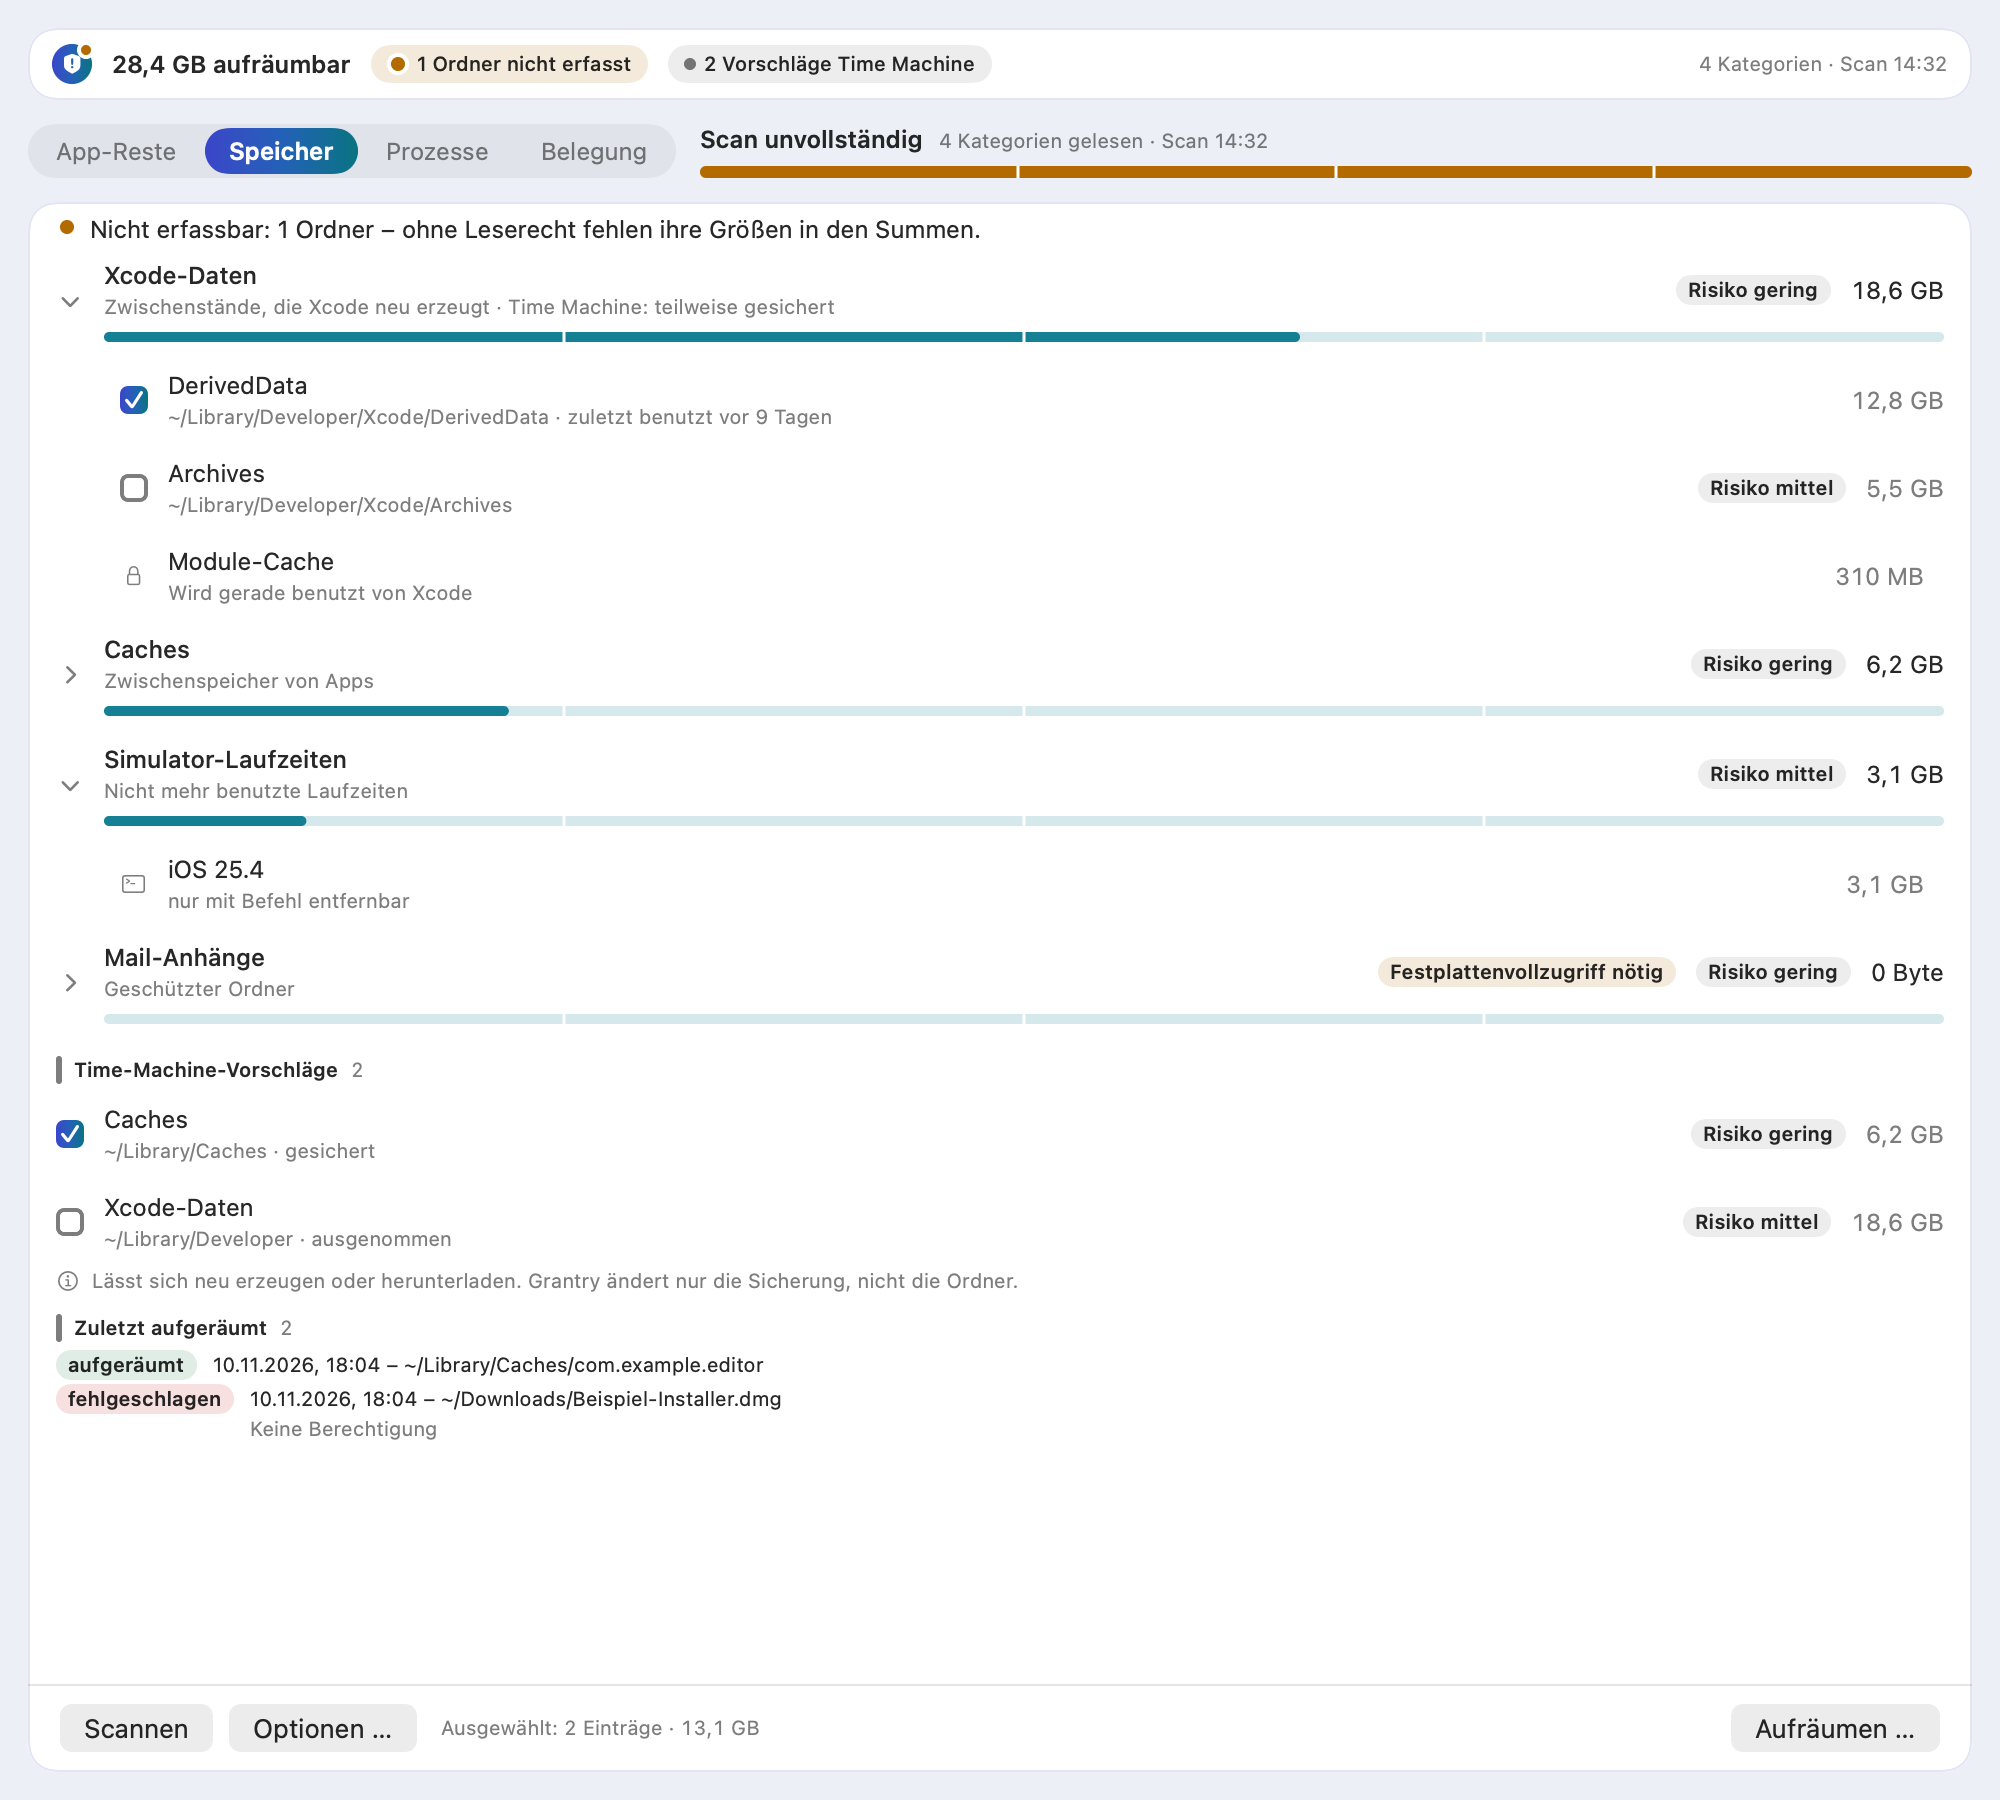 28,4 GB aufräumbar
1 Ordner nicht erfasst
2 Vorschläge Time Machine
4 Kategorien · Scan 14:32
App-Reste
Speicher
Prozesse
Belegung
Scan unvollständig
4 Kategorien gelesen · Scan 14:32
Nicht erfassbar: 1 Ordner – ohne Leserecht fehlen ihre Größen in den Summen.
Xcode-Daten
Zwischenstände, die Xcode neu erzeugt · Time Machine: teilweise gesichert
Risiko gering
18,6 GB
DerivedData
~/Library/Developer/Xcode/DerivedData · zuletzt benutzt vor 9 Tagen
12,8 GB
Archives
~/Library/Developer/Xcode/Archives
Risiko mittel
5,5 GB
Module-Cache
Wird gerade benutzt von Xcode
310 MB
Caches
Zwischenspeicher von Apps
Risiko gering
6,2 GB
Simulator-Laufzeiten
Nicht mehr benutzte Laufzeiten
Risiko mittel
3,1 GB
iOS 25.4
nur mit Befehl entfernbar
3,1 GB
Mail-Anhänge
Geschützter Ordner
Festplattenvollzugriff nötig
Risiko gering
0 Byte
Time-Machine-Vorschläge 2
Caches
~/Library/Caches · gesichert
Risiko gering
6,2 GB
Xcode-Daten
~/Library/Developer · ausgenommen
Risiko mittel
18,6 GB
Lässt sich neu erzeugen oder herunterladen. Grantry ändert nur die Sicherung, nicht die Ordner.
Zuletzt aufgeräumt 2
aufgeräumt 10.11.2026, 18:04 – ~/Library/Caches/com.example.editor
fehlgeschlagen 10.11.2026, 18:04 – ~/Downloads/Beispiel-Installer.dmg
Keine Berechtigung
Scannen
Optionen ...
Ausgewählt: 2 Einträge · 13,1 GB
Aufräumen ...